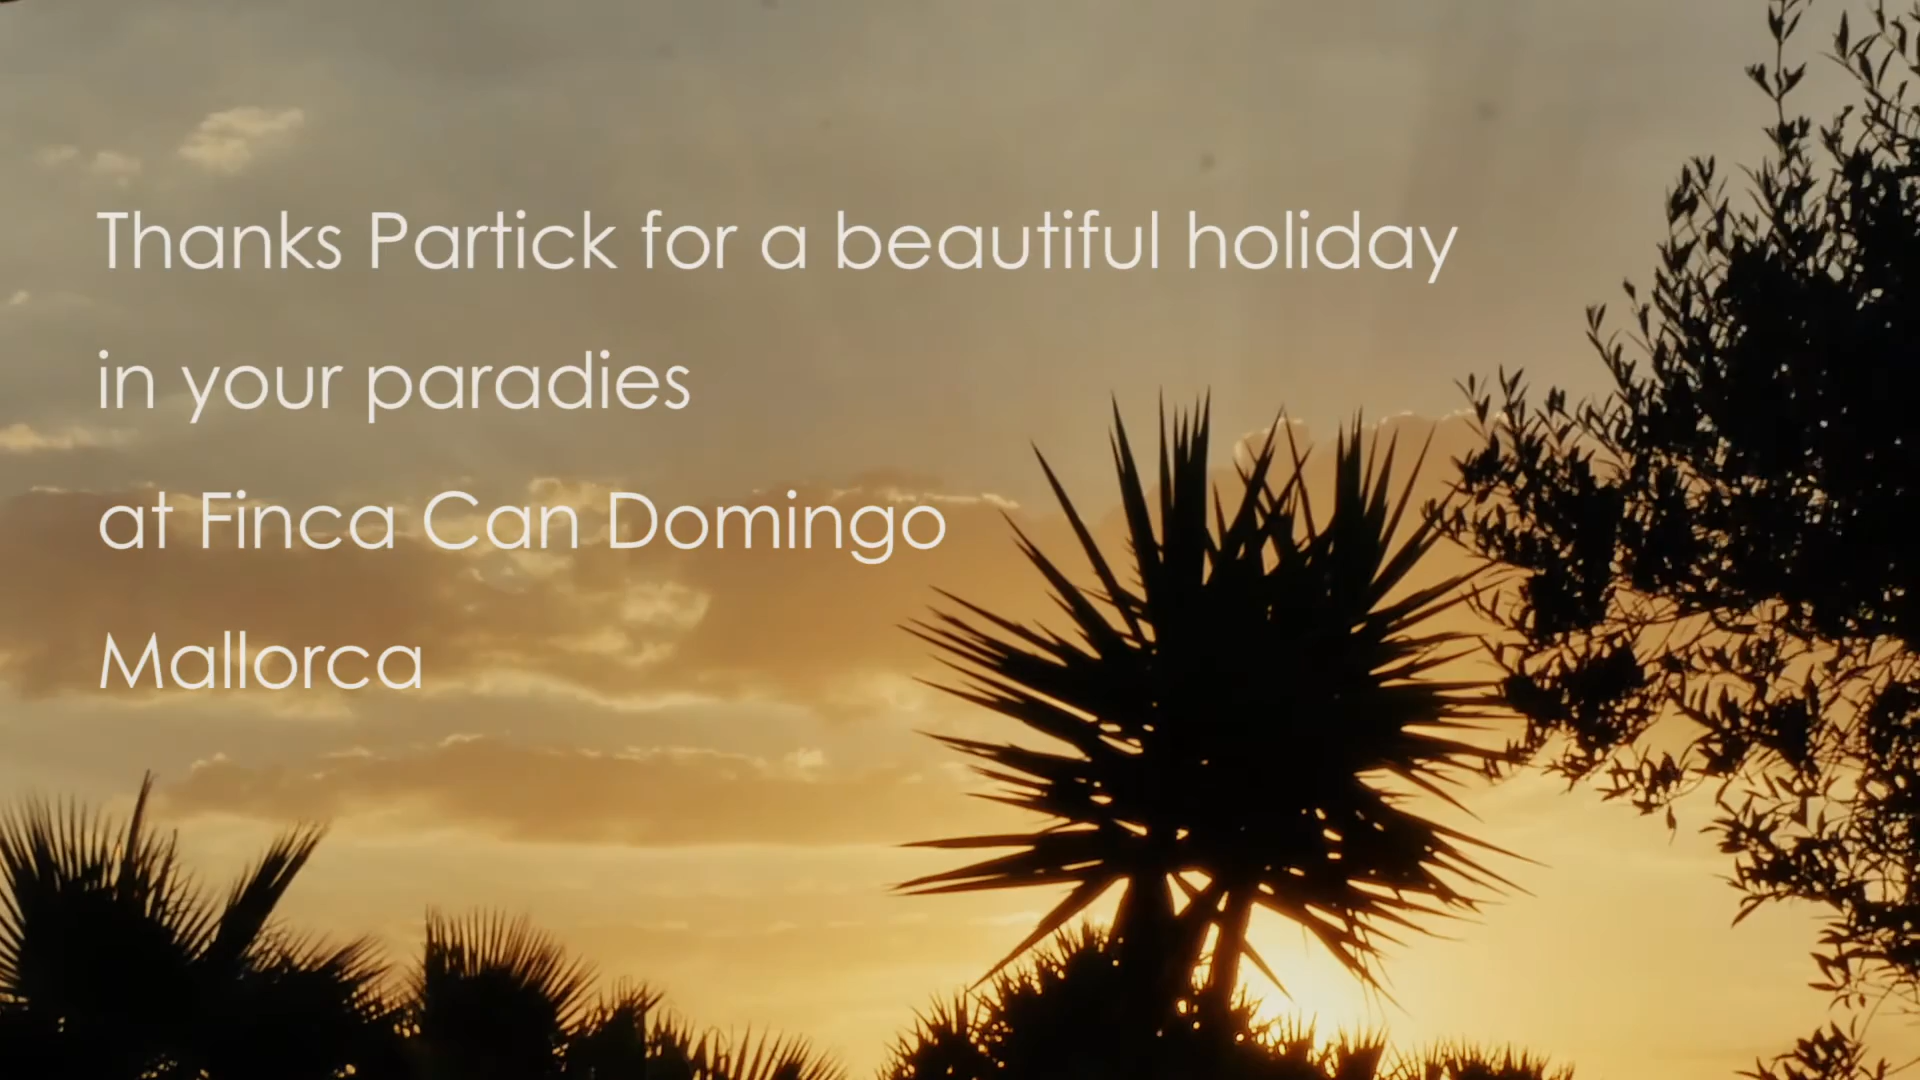 Thanks Partick for a beautiful holiday
in your paradies
at Finca Can Domingo
Mallorca